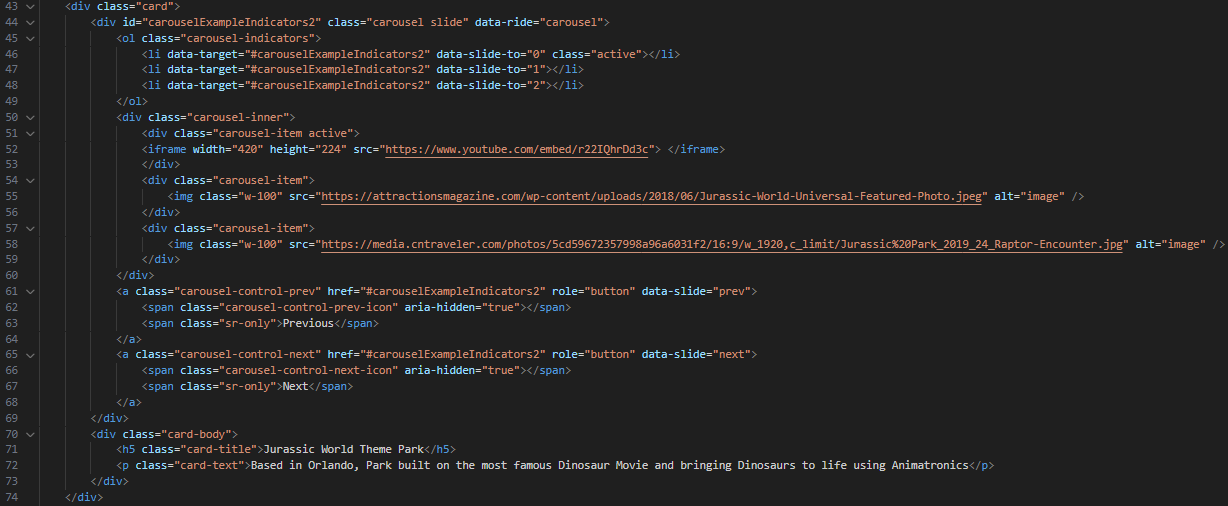 43 <div class="card">
44 <div id="carouselExampleIndicators2" class="carousel slide" data-ride="carousel">
45 <ol class="carousel-indicators">
46 <li data-target="#carouselExampleIndicators2" data-slide-to="0" class="active"></li>
47 <li data-target="#carouselExampleIndicators2" data-slide-to="1"></li>
48 <li data-target="#carouselExampleIndicators2" data-slide-to="2"></li>
49 </ol>
50 <div class="carousel-inner">
51 <div class="carousel-item active">
52 <iframe width="420" height="224" src="https://www.youtube.com/embed/r22IQhrDd3c"> </iframe>
53 </div>
54 <div class="carousel-item">
55 <img class="w-100" src="https://attractionsmagazine.com/wp-content/uploads/2018/06/Jurassic-World-Universal-Featured-Photo.jpeg" alt="image" />
56 </div>
57 <div class="carousel-item">
58 <img class="w-100" src="https://media.cntraveler.com/photos/5cd59672357998a96a6031f2/16:9/w_1920,c_limit/Jurassic%20Park_2019_24_Raptor-Encounter.jpg" alt="image" />
59 </div>
60 </div>
61 <a class="carousel-control-prev" href="#carouselExampleIndicators2" role="button" data-slide="prev">
62 <span class="carousel-control-prev-icon" aria-hidden="true"></span>
63 <span class="sr-only">Previous</span>
64 </a>
65 <a class="carousel-control-next" href="#carouselExampleIndicators2" role="button" data-slide="next">
66 <span class="carousel-control-next-icon" aria-hidden="true"></span>
67 <span class="sr-only">Next</span>
68 </a>
69 </div>
70 <div class="card-body">
71 <h5 class="card-title">Jurassic World Theme Park</h5>
72 <p class="card-text">Based in Orlando, Park built on the most famous Dinosaur Movie and bringing Dinosaurs to life using Animatronics</p>
73 </div>
74 </div>